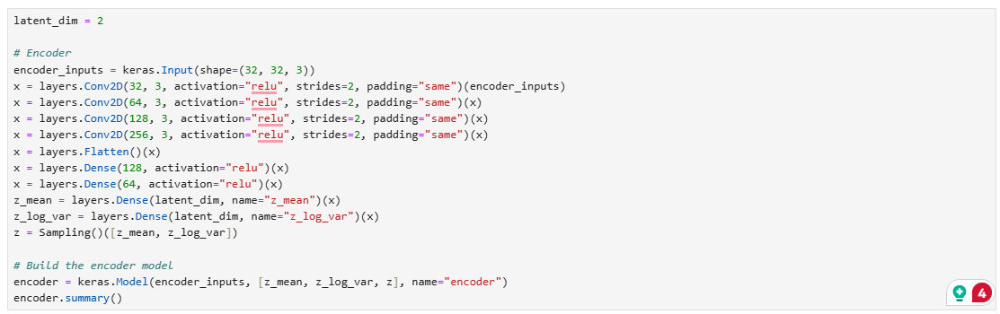 latent_dim = 2
# Encoder
encoder_inputs = keras.Input(shape=(32, 32, 3))
x = layers.Conv2D(32, 3, activation="relu", strides=2, padding="same")(encoder_inputs)
x = layers.Conv2D(64, 3, activation="relu", strides=2, padding="same")(x)
x = layers.Conv2D(128, 3, activation="relu", strides=2, padding="same")(x)
x = layers.Conv2D(256, 3, activation="relu", strides=2, padding="same")(x)
x = layers.Flatten()(x)
x = layers.Dense(128, activation="relu")(x)
x = layers.Dense(64, activation="relu")(x)
z_mean = layers.Dense(latent_dim, name="z_mean")(x)
z_log_var = layers.Dense(latent_dim, name="z_log_var")(x)
z = Sampling()([z_mean, z_log_var])
# Build the encoder model
encoder = keras.Model(encoder_inputs, [z_mean, z_log_var, z], name="encoder")
encoder.summary()
4